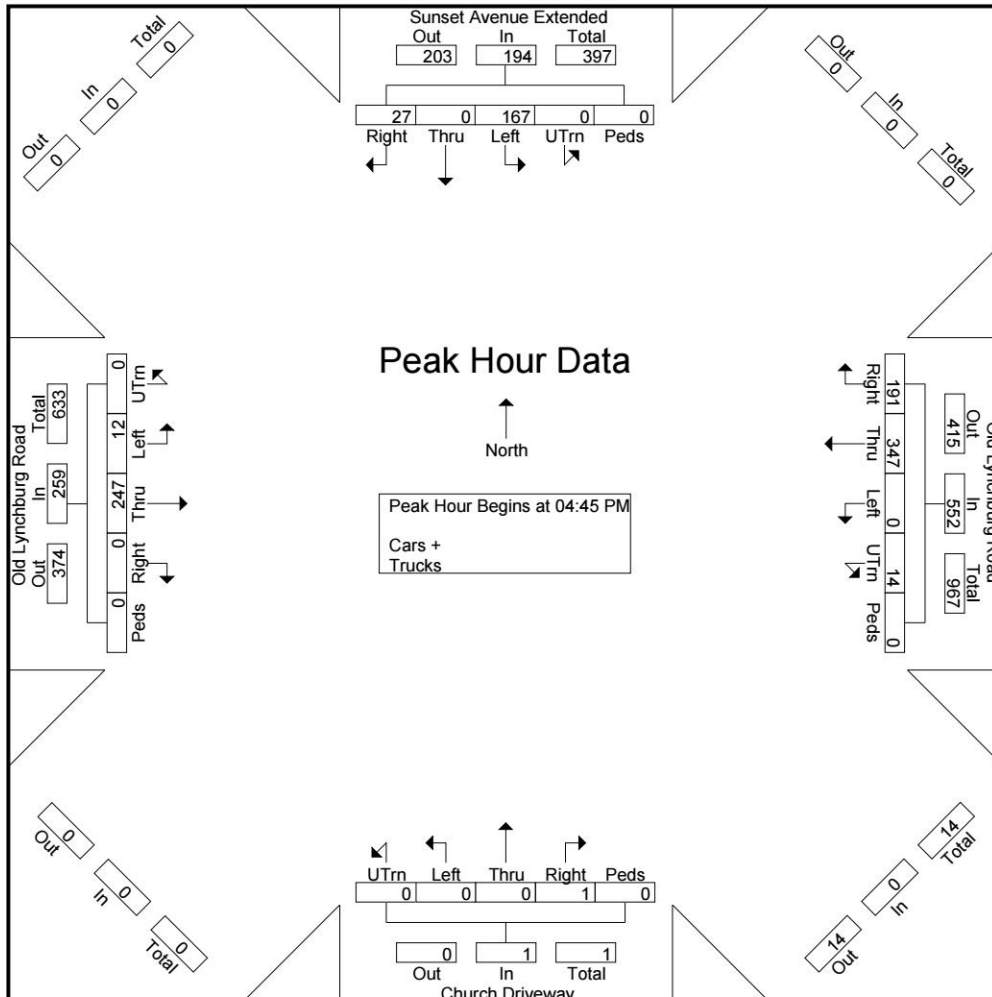 Sunset Avenue Extended
Out In Total
203 194 397
27 0 167 0 0
Right Thru Left UTrn Peds
Total
0
In
0
Out
0
Out
0
In
0
Total
0
Old Lynchburg Road
Total In Out
633 259 374
0 12 247 0 0
UTrn Left Thru Right Peds
Peak Hour Data
North
Peak Hour Begins at 04:45 PM
Cars +
Trucks
Right Thru Left UTrn Peds
191 347 0 14 0
Out In Total
415 552 967
Old Lynchburg Road
0
Out
0
In
0
Total
14
Total
0
In
14
Out
UTrn Left Thru Right Peds
0 0 0 1 0
0 1 1
Out In Total
Church Driveway